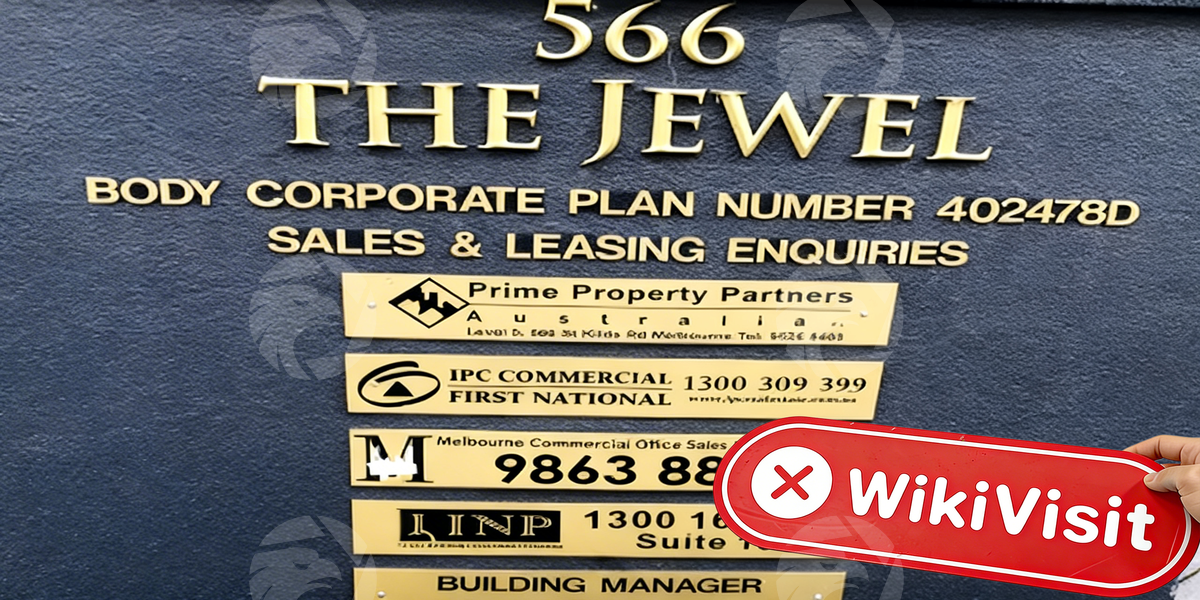 566
THE JEWEL
BODY CORPORATE PLAN NUMBER 402478D
SALES & LEASING ENQUIRIES
Prime Property Partners
Australia
IPC COMMERCIAL
FIRST NATIONAL
1300 309 399
M
Melbourne Commercial Office Sales
9863 88
LINP
1300 16
Suite
WikiVisit
BUILDING MANAGER